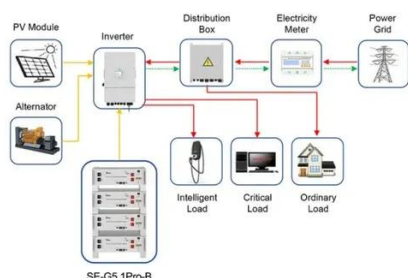 PV Module
Inverter
Distribution
Box
Electricity
Meter
Power
Grid
Alternator
Intelligent
Load
Critical
Load
Ordinary
Load
SE-G5.1Pro-B